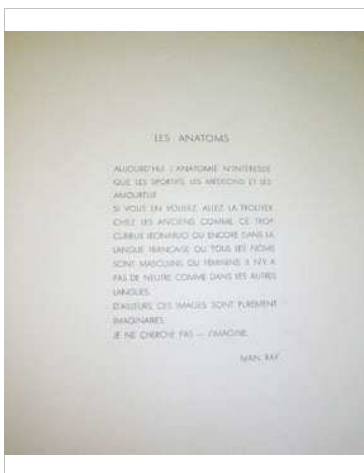 LES ANATOMS
AUJOURD'HUI L'ANATOMIE N'INTERESSE
QUE LES SPORTIFS, LES MEDECINS ET LES
AMOUREUX.
SI VOUS EN VOULEZ, ALLEZ LA TROUVER
CHEZ LES ANCIENS COMME CE TROP
CURIEUX LEONARDO OU ENCORE DANS LA
LANGUE FRANÇAISE OU TOUS LES NOMS
SONT MASCULINS OU FEMININS. IL N'Y A
PAS DE NEUTRE COMME DANS LES AUTRES
LANGUES.
D'AILLEURS, CES IMAGES SONT PUREMENT
IMAGINAIRES.
JE NE CHERCHE PAS — J'IMAGINE.
MAN RAY